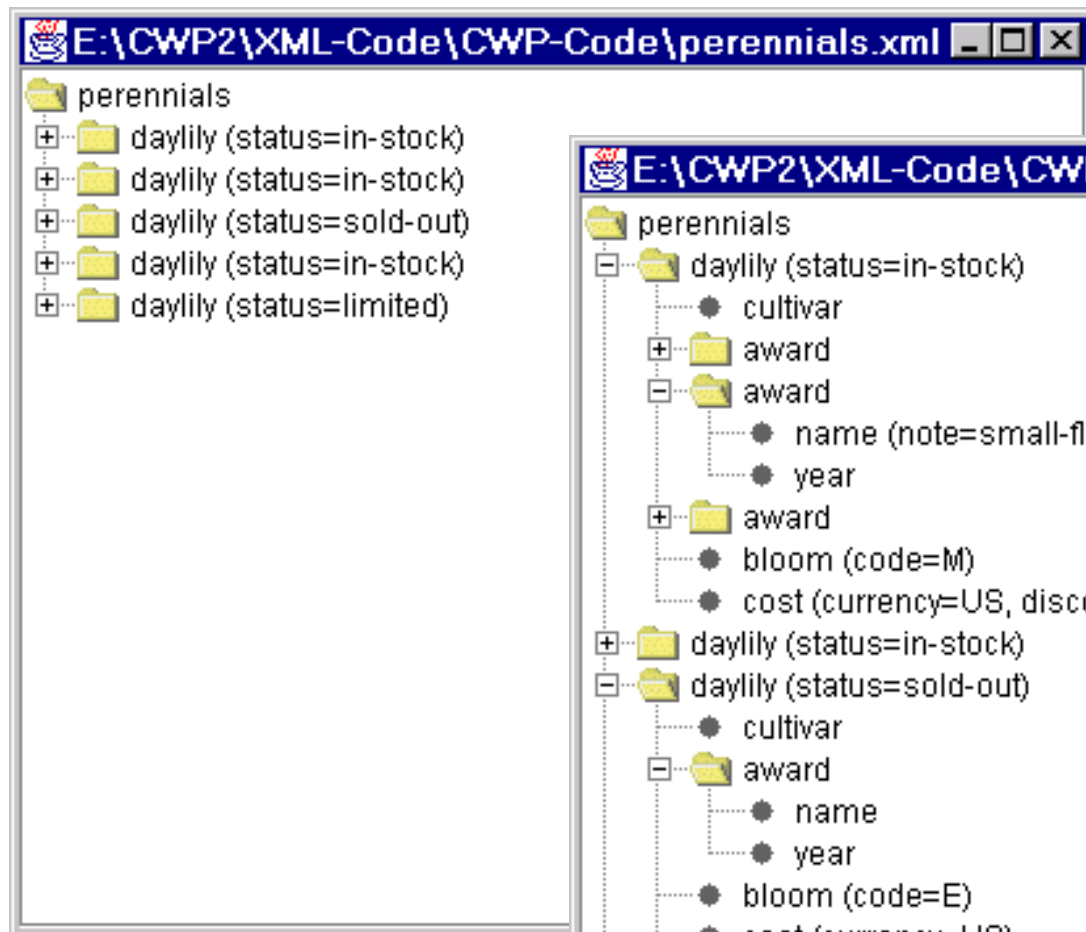 E:\CWP2\XML-Code\CWP-Code\perennials.xml
perennials
daylily (status=in-stock)
daylily (status=in-stock)
daylily (status=sold-out)
daylily (status=in-stock)
daylily (status=limited)
E:\CWP2\XML-Code\CW
perennials
daylily (status=in-stock)
cultivar
award
award
name (note=small-fl
year
award
bloom (code=M)
cost (currency=US, disc
daylily (status=in-stock)
daylily (status=sold-out)
cultivar
award
name
year
bloom (code=E)
cost (currency=US)